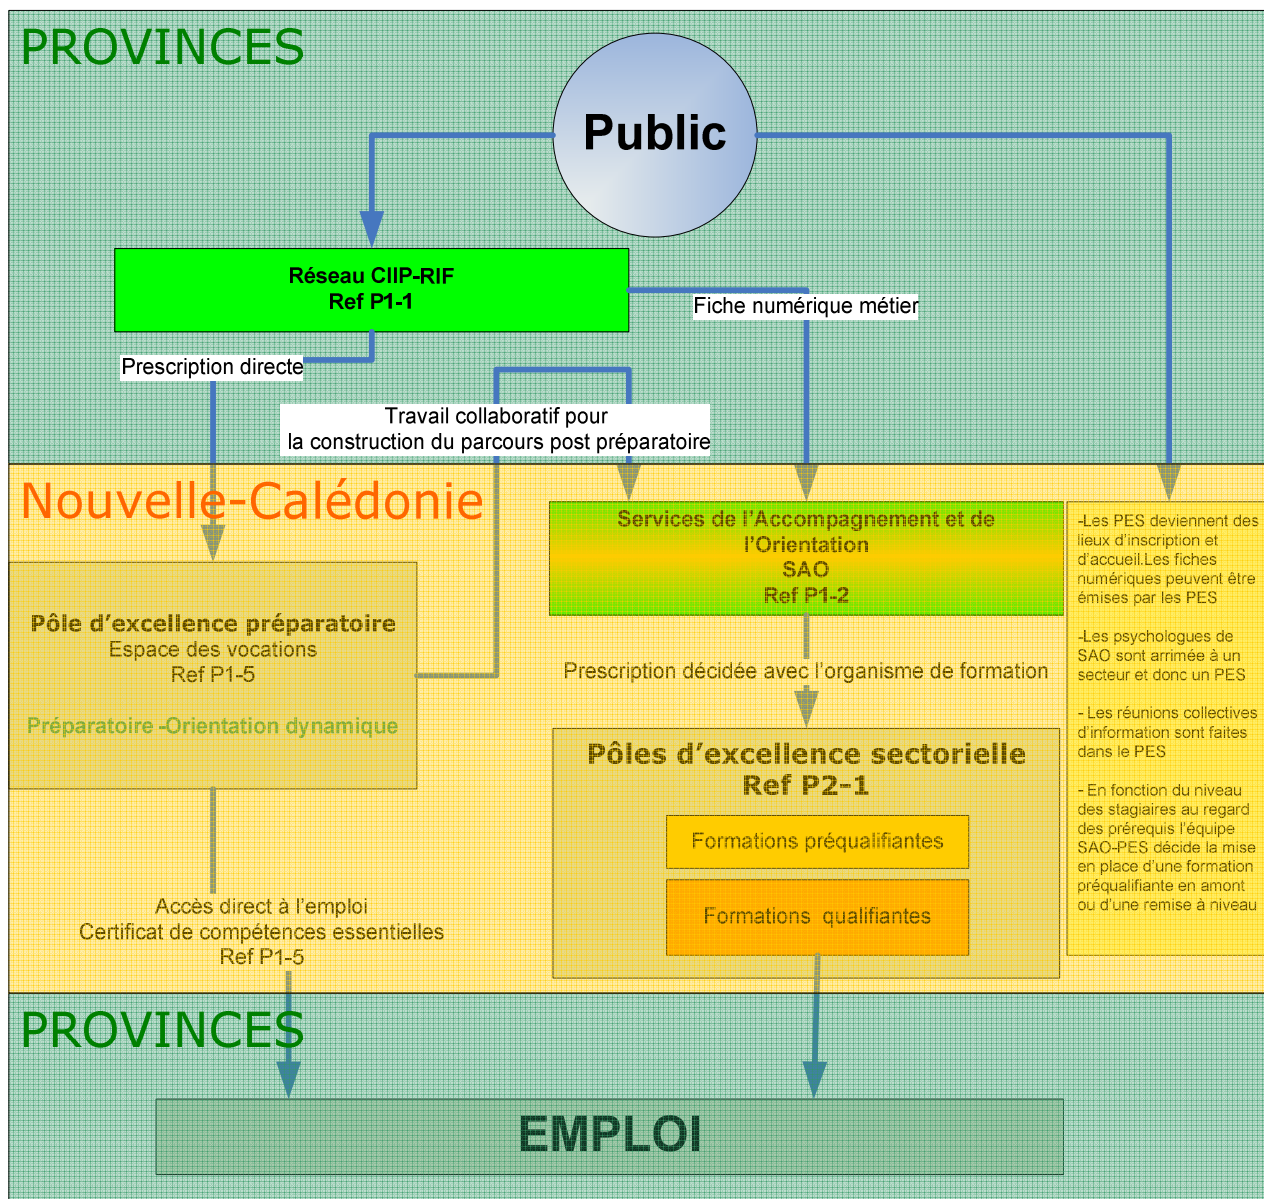 PROVINCES
Public
Réseau CIIP-RIF
Ref P1-1
Fiche numérique métier
Prescription directe
Travail collaboratif pour
la construction du parcours post préparatoire
Nouvelle-Calédonie
Services de l'Accompagnement et de
l'Orientation
SAO
Ref P1-2
Pôle d'excellence préparatoire
Espace des vocations
Ref P1-5
Préparatoire -Orientation dynamique
Prescription décidée avec l'organisme de formation
Pôles d'excellence sectorielle
Ref P2-1
Formations préqualifiantes
Formations qualifiantes
-Les PES deviennent des
lieux d'inscription et
d'accueil.Les fiches
numériques peuvent être
émises par les PES
-Les psychologues de
SAO sont arrimée à un
secteur et donc un PES
- Les réunions collectives
d'information sont faites
dans le PES
- En fonction du niveau
des stagiaires au regard
des prérequis l'équipe
SAO-PES décide la mise
en place d'une formation
préqualifiante en amont
ou d'une remise à niveau
Accès direct à l'emploi
Certificat de compétences essentielles
Ref P1-5
PROVINCES
EMPLOI